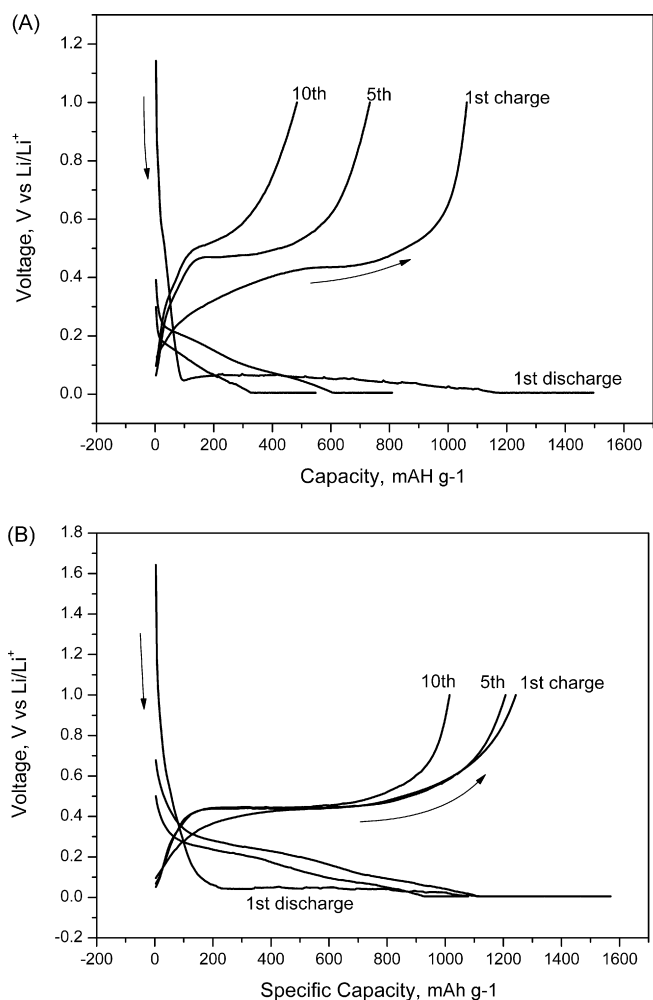 (A)
1.2
1.0
0.8
0.6
0.4
0.2
0.0
10th
5th
1st charge
1st discharge
Voltage, V vs Li/Li⁺
-200 0 200 400 600 800 1000 1200 1400 1600
Capacity, mAH g-1
(B)
1.8
1.6
1.4
1.2
1.0
0.8
0.6
0.4
0.2
0.0
-0.2
10th 5th 1st charge
1st discharge
Voltage, V vs Li/Li⁺
-200 0 200 400 600 800 1000 1200 1400 1600
Specific Capacity, mAh g-1